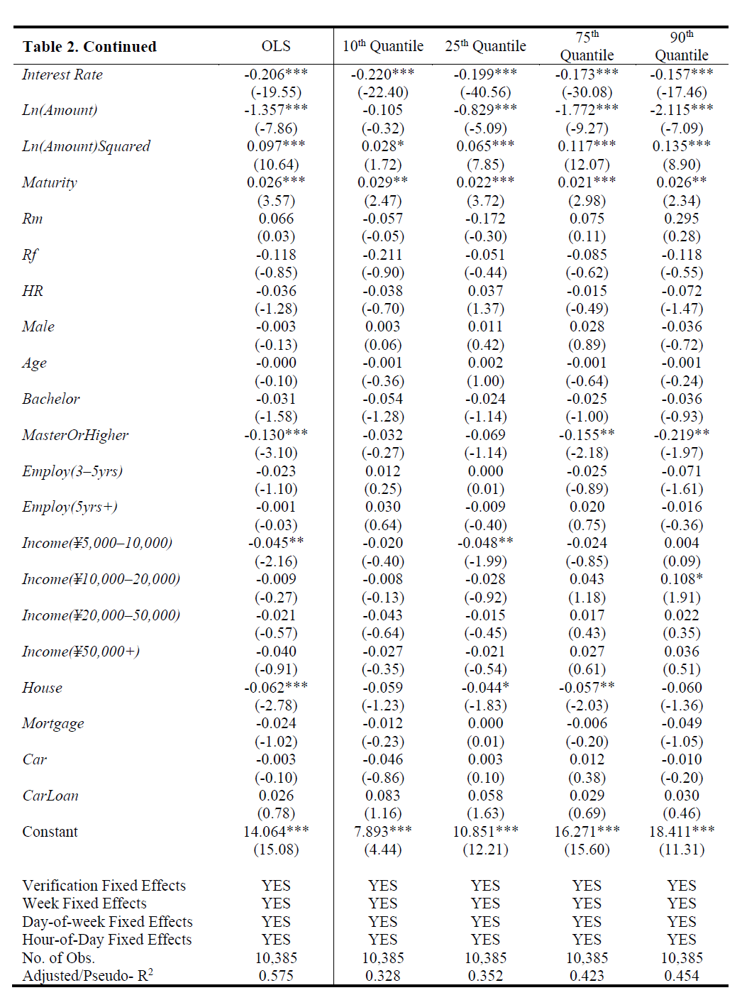 Table 2. Continued OLS 10th Quantile 25th Quantile 75th Quantile 90th Quantile
Interest Rate -0.206*** -0.220*** -0.199*** -0.173*** -0.157***
(-19.55) (-22.40) (-40.56) (-30.08) (-17.46)
Ln(Amount) -1.357*** -0.105 -0.829*** -1.772*** -2.115***
(-7.86) (-0.32) (-5.09) (-9.27) (-7.09)
Ln(Amount)Squared 0.097*** 0.028* 0.065*** 0.117*** 0.135***
(10.64) (1.72) (7.85) (12.07) (8.90)
Maturity 0.026*** 0.029** 0.022*** 0.021*** 0.026**
(3.57) (2.47) (3.72) (2.98) (2.34)
Rm 0.066 -0.057 -0.172 0.075 0.295
(0.03) (-0.05) (-0.30) (0.11) (0.28)
Rf -0.118 -0.211 -0.051 -0.085 -0.118
(-0.85) (-0.90) (-0.44) (-0.62) (-0.55)
HR -0.036 -0.038 0.037 -0.015 -0.072
(-1.28) (-0.70) (1.37) (-0.49) (-1.47)
Male -0.003 0.003 0.011 0.028 -0.036
(-0.13) (0.06) (0.42) (0.89) (-0.72)
Age -0.000 -0.001 0.002 -0.001 -0.001
(-0.10) (-0.36) (1.00) (-0.64) (-0.24)
Bachelor -0.031 -0.054 -0.024 -0.025 -0.036
(-1.58) (-1.28) (-1.14) (-1.00) (-0.93)
MasterOrHigher -0.130*** -0.032 -0.069 -0.155** -0.219**
(-3.10) (-0.27) (-1.14) (-2.18) (-1.97)
Employ(3–5yrs) -0.023 0.012 0.000 -0.025 -0.071
(-1.10) (0.25) (0.01) (-0.89) (-1.61)
Employ(5yrs+) -0.001 0.030 -0.009 0.020 -0.016
(-0.03) (0.64) (-0.40) (0.75) (-0.36)
Income(¥5,000–10,000) -0.045** -0.020 -0.048** -0.024 0.004
(-2.16) (-0.40) (-1.99) (-0.85) (0.09)
Income(¥10,000–20,000) -0.009 -0.008 -0.028 0.043 0.108*
(-0.27) (-0.13) (-0.92) (1.18) (1.91)
Income(¥20,000–50,000) -0.021 -0.043 -0.015 0.017 0.022
(-0.57) (-0.64) (-0.45) (0.43) (0.35)
Income(¥50,000+) -0.040 -0.027 -0.021 0.027 0.036
(-0.91) (-0.35) (-0.54) (0.61) (0.51)
House -0.062*** -0.059 -0.044* -0.057** -0.060
(-2.78) (-1.23) (-1.83) (-2.03) (-1.36)
Mortgage -0.024 -0.012 0.000 -0.006 -0.049
(-1.02) (-0.23) (0.01) (-0.20) (-1.05)
Car -0.003 -0.046 0.003 0.012 -0.010
(-0.10) (-0.86) (0.10) (0.38) (-0.20)
CarLoan 0.026 0.083 0.058 0.029 0.030
(0.78) (1.16) (1.63) (0.69) (0.46)
Constant 14.064*** 7.893*** 10.851*** 16.271*** 18.411***
(15.08) (4.44) (12.21) (15.60) (11.31)
Verification Fixed Effects YES YES YES YES YES
Week Fixed Effects YES YES YES YES YES
Day-of-week Fixed Effects YES YES YES YES YES
Hour-of-Day Fixed Effects YES YES YES YES YES
No. of Obs. 10,385 10,385 10,385 10,385 10,385
Adjusted/Pseudo- R2 0.575 0.328 0.352 0.423 0.454